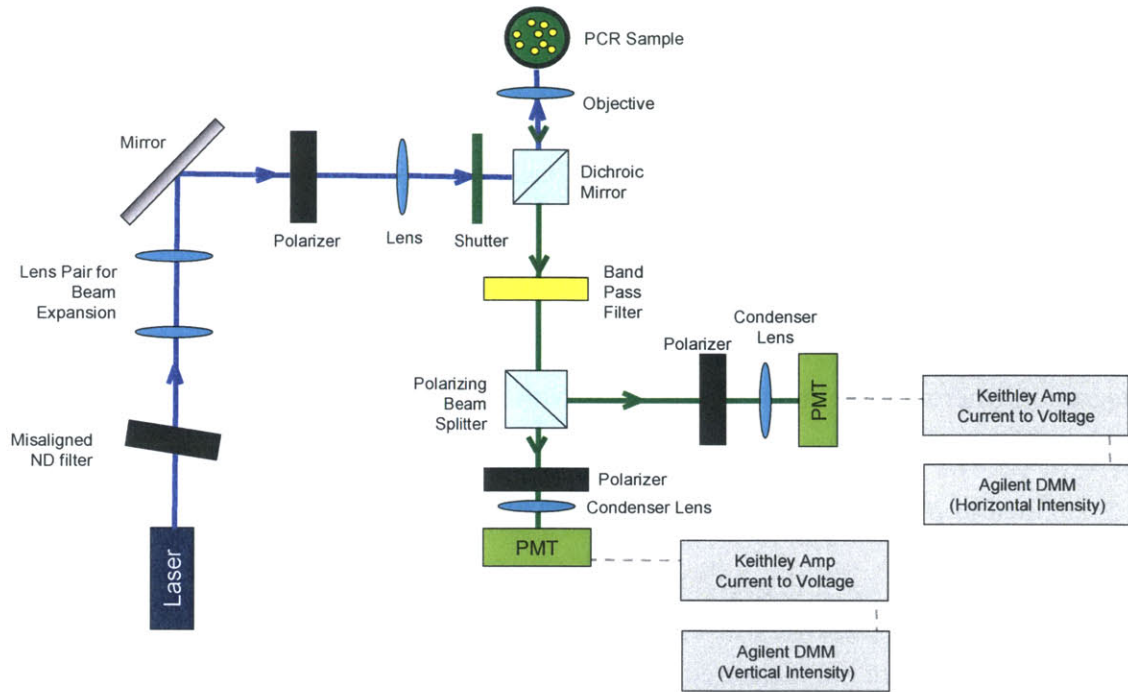 PCR Sample
Objective
Mirror
Dichroic
Mirror
Polarizer
Lens
Shutter
Lens Pair for
Beam
Expansion
Band
Pass
Filter
Condenser
Lens
Polarizer
PMT
Keithley Amp
Current to Voltage
Polarizing
Beam
Splitter
Misaligned
ND filter
Agilent DMM
(Horizontal Intensity)
Polarizer
Condenser Lens
PMT
Keithley Amp
Current to Voltage
Laser
Agilent DMM
(Vertical Intensity)